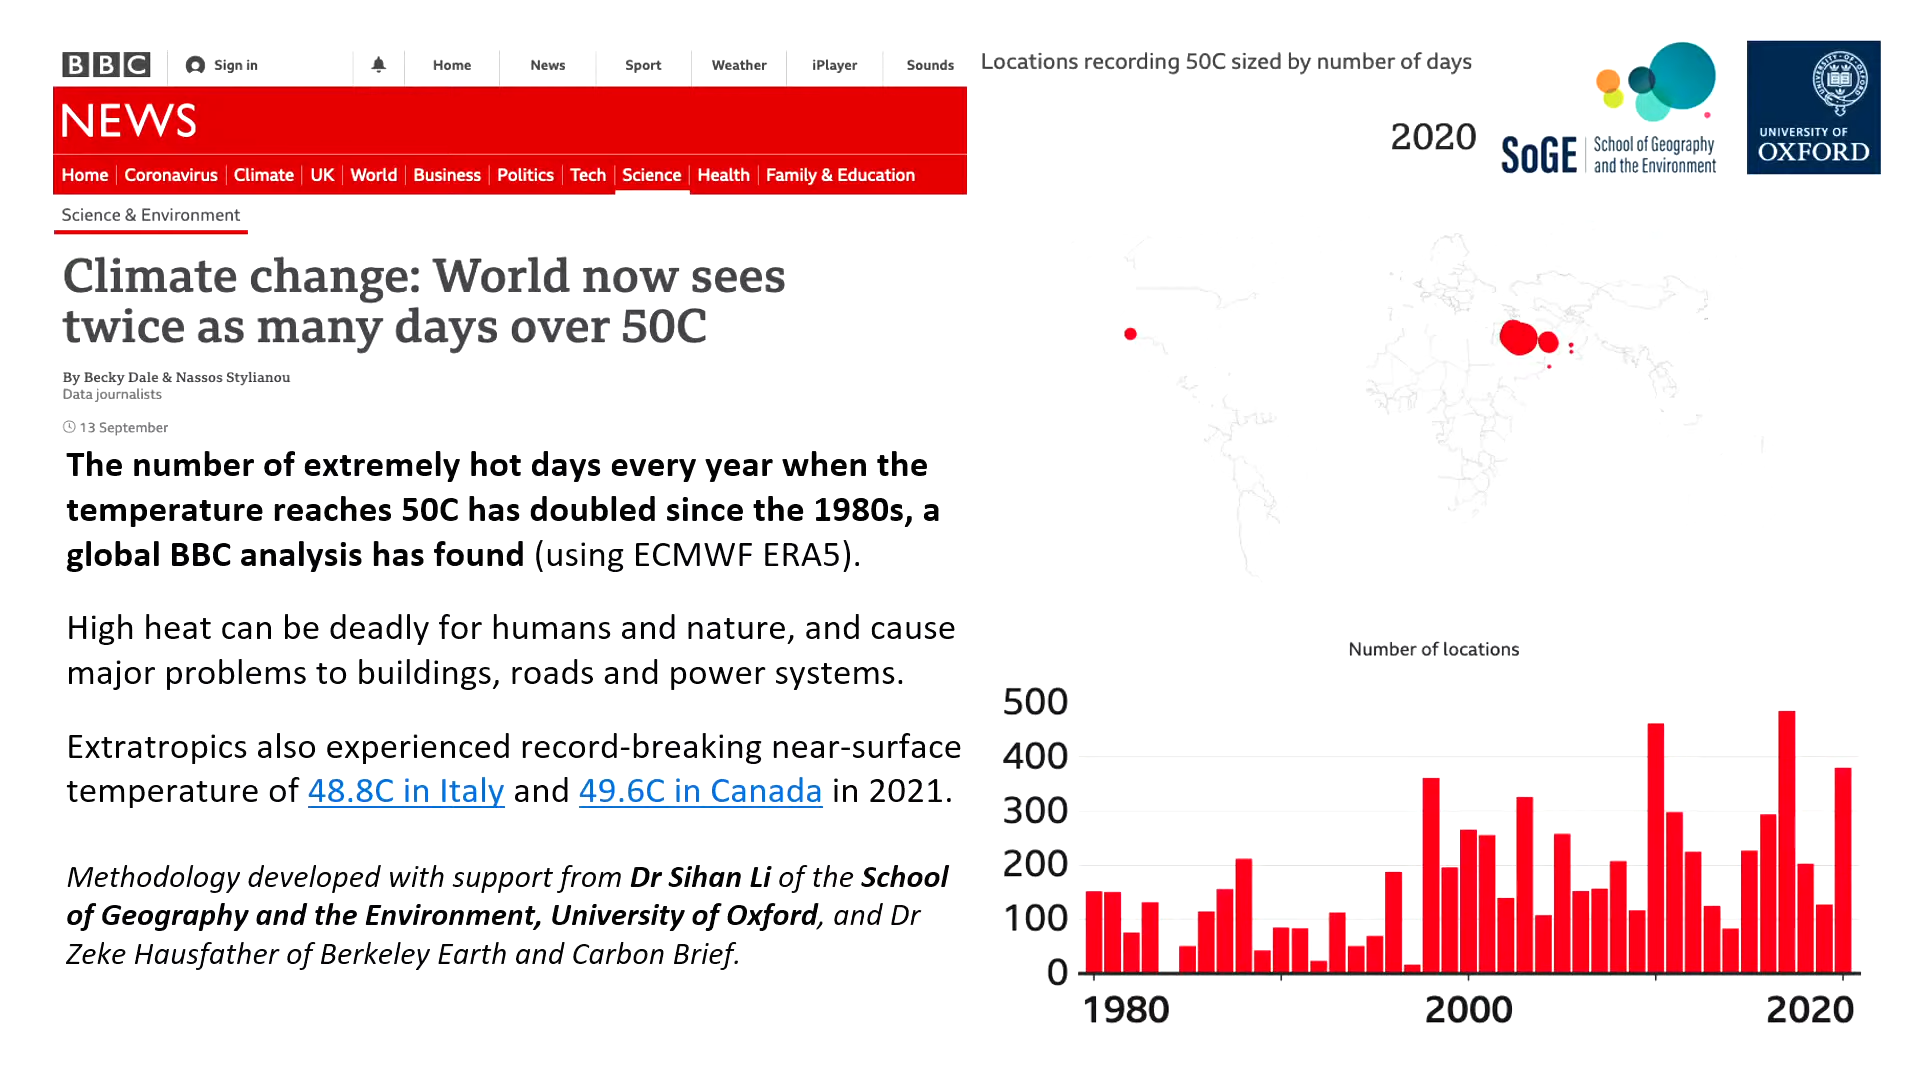 BBC
Sign in
Home
News
Sport
Weather
iPlayer
Sounds
NEWS
Home
Coronavirus
Climate
UK
World
Business
Politics
Tech
Science
Health
Family & Education
Science & Environment
Climate change: World now sees
twice as many days over 50C
By Becky Dale & Nassos Stylianou
Data journalists
13 September
The number of extremely hot days every year when the
temperature reaches 50C has doubled since the 1980s, a
global BBC analysis has found (using ECMWF ERA5).
High heat can be deadly for humans and nature, and cause
major problems to buildings, roads and power systems.
Extratropics also experienced record-breaking near-surface
temperature of 48.8C in Italy and 49.6C in Canada in 2021.
Methodology developed with support from Dr Sihan Li of the School
of Geography and the Environment, University of Oxford, and Dr
Zeke Hausfather of Berkeley Earth and Carbon Brief.
Locations recording 50C sized by number of days
2020
SoGE
School of Geography
and the Environment
UNIVERSITY OF
OXFORD
Number of locations
500
400
300
200
100
0
1980
2000
2020